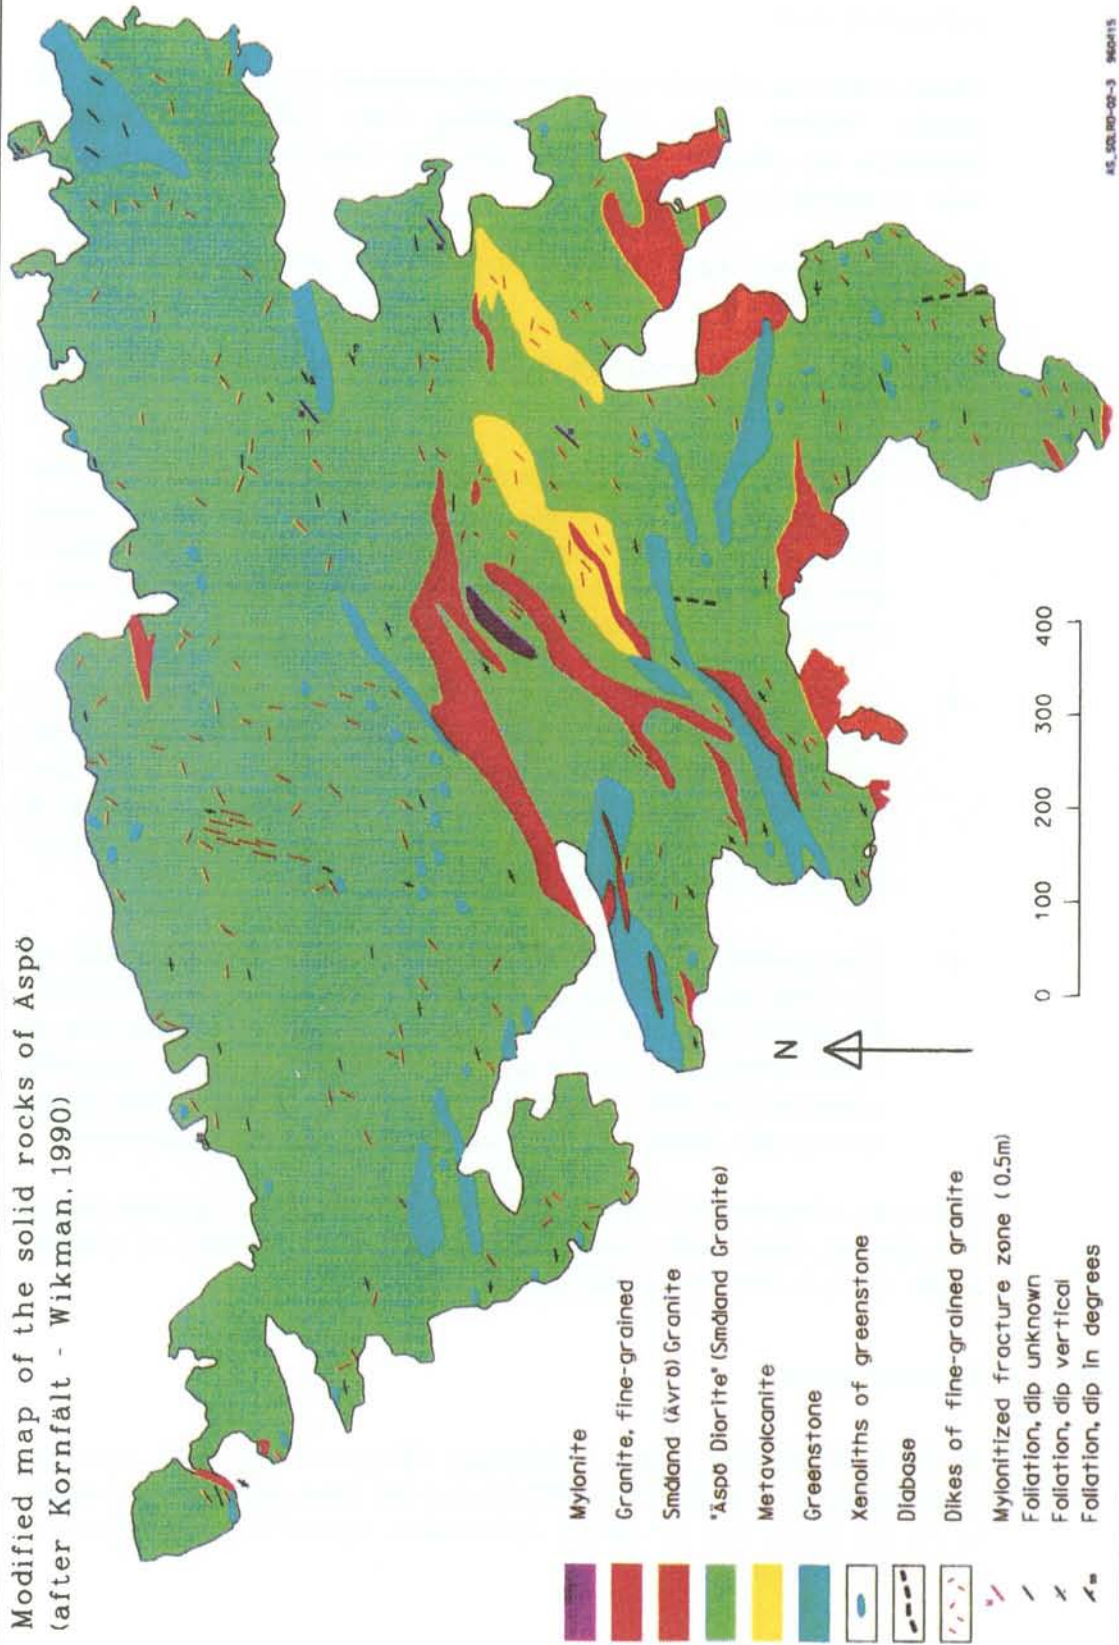 Modified map of the solid rocks of Äspö
(after Kornfält - Wikman, 1990)
Mylonite
Granite, fine-grained
Småland (Ävrö) Granite
"Äspö Diorite" (Småland Granite)
Metavolcanite
Greenstone
Xenoliths of greenstone
Diabase
Dikes of fine-grained granite
Mylonitized fracture zone (0.5m)
Foliation, dip unknown
Foliation, dip vertical
Foliation, dip in degrees
N
0 100 200 300 400